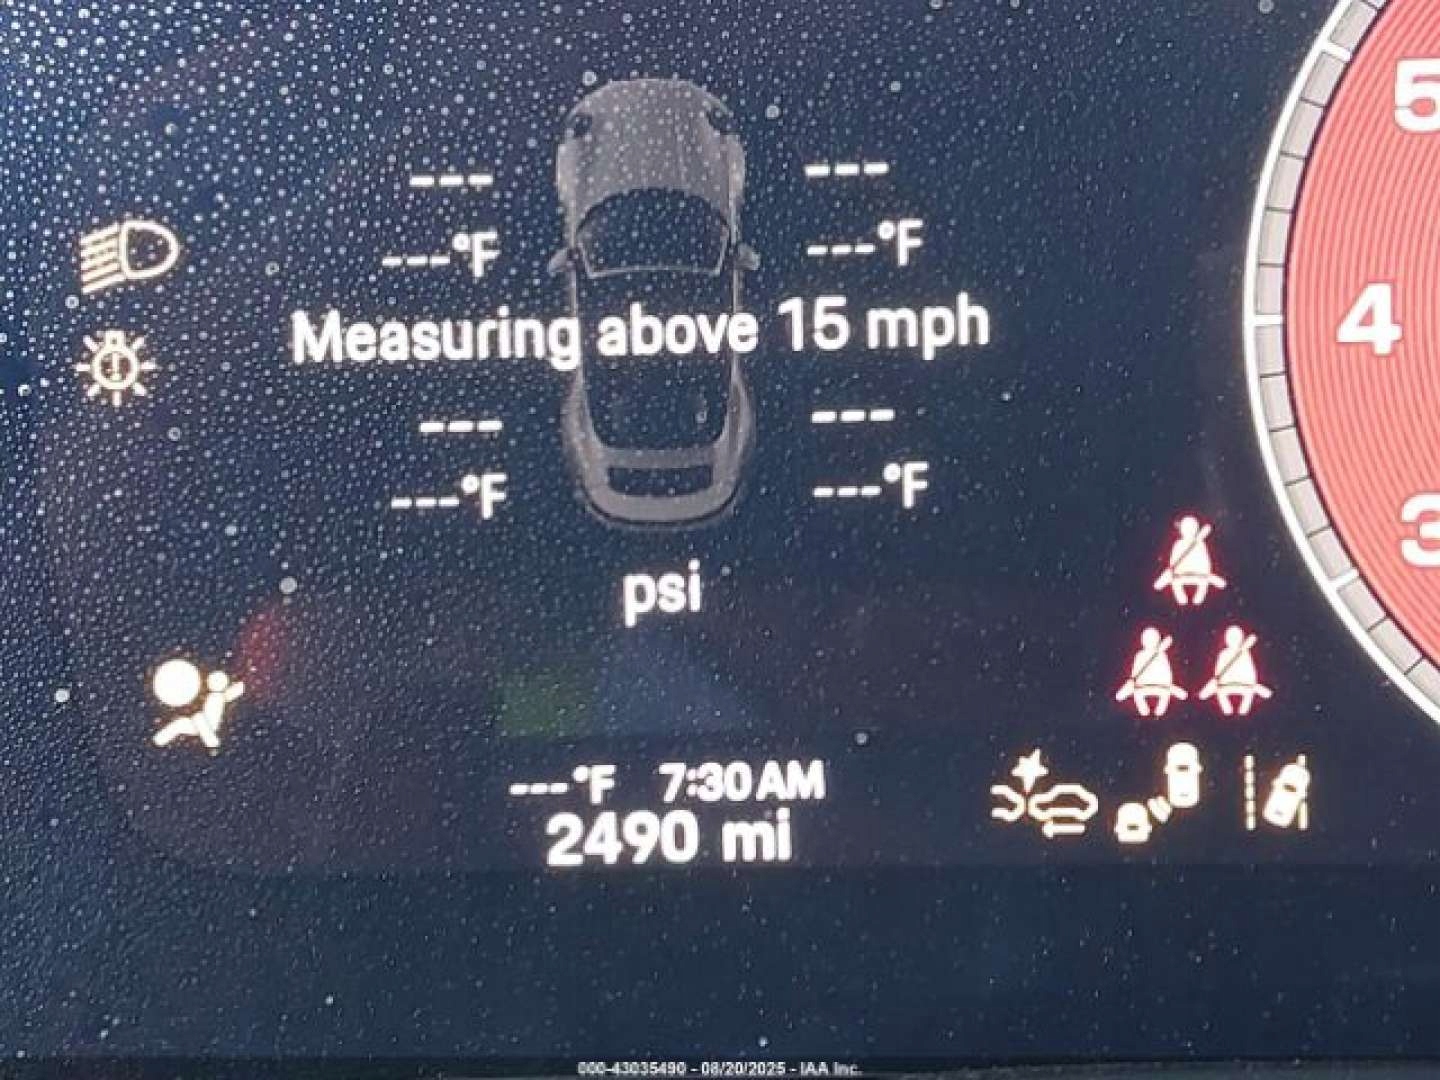 5
--- ---
---°F ---°F
Measuring above 15 mph
4
--- ---
---°F ---°F
3
psi
---°F 7:30AM
2490 mi
000-43035490 - 08/20/2025 - IAA Inc.